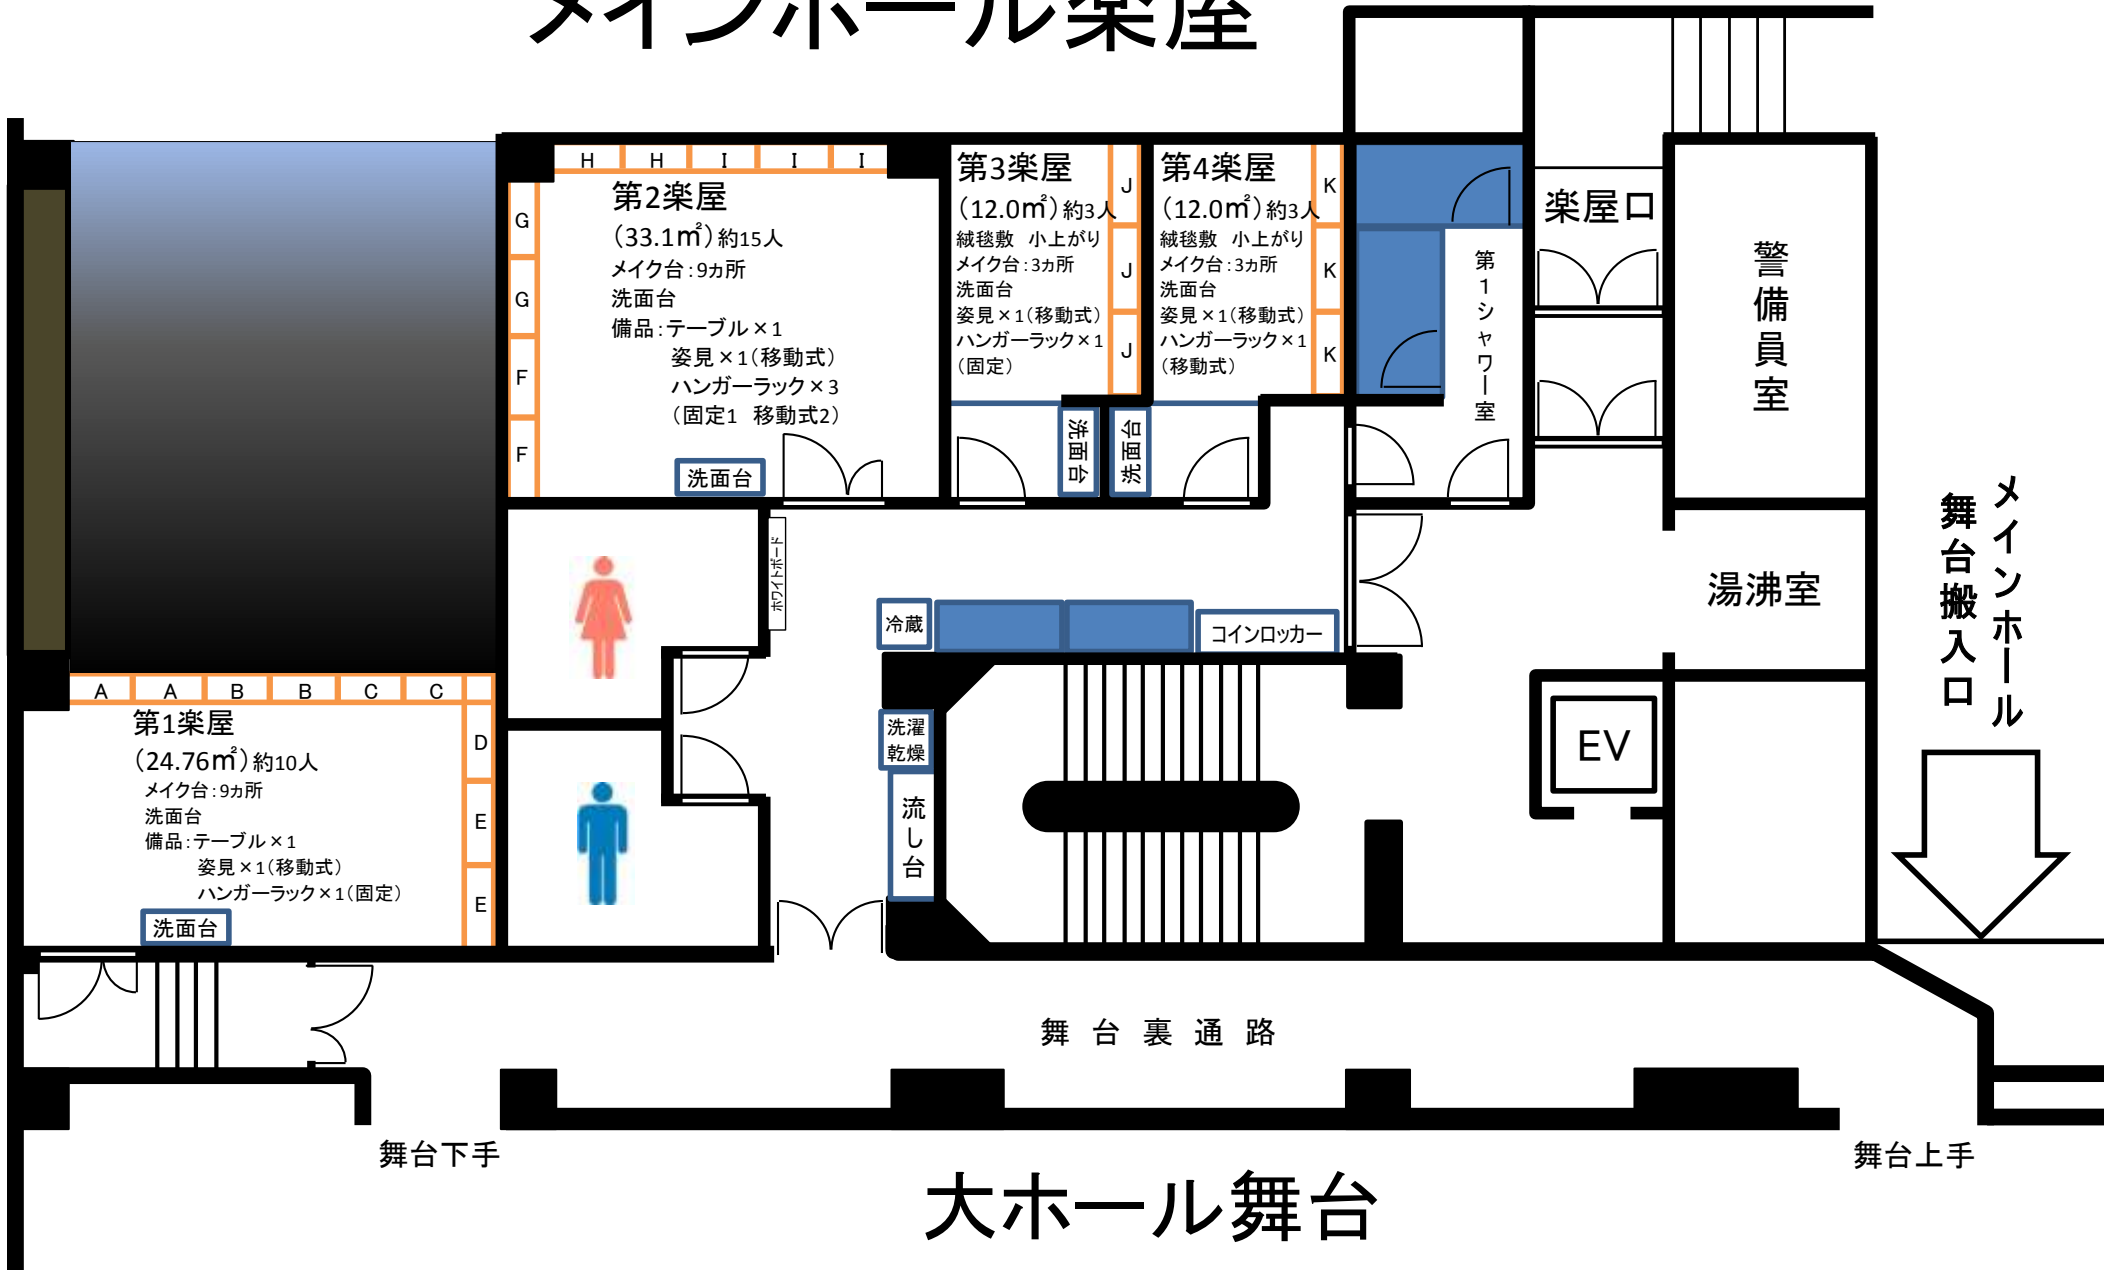 メインホール楽屋
H H I I I
G
G
F
F
第2楽屋
（33.1㎡）約15人
メイク台：9ヵ所
洗面台
備品：テーブル×1
姿見×1（移動式）
ハンガーラック×3
（固定1 移動式2）
洗面台
第3楽屋
（12.0㎡）約3人
絨毯敷 小上がり
メイク台：3ヵ所
洗面台
姿見×1（移動式）
ハンガーラック×1
（固定）
J
J
J
洗面台
第4楽屋
（12.0㎡）約3人
絨毯敷 小上がり
メイク台：3ヵ所
洗面台
姿見×1（移動式）
ハンガーラック×1
（移動式）
K
K
K
洗面台
第1シャワー室
楽屋口
警備員室
湯沸室
メインホール
舞台搬入口
ホワイトボード
冷蔵
コインロッカー
洗濯
乾燥
流し台
EV
A A B B C C
D
E
E
第1楽屋
（24.76㎡）約10人
メイク台：9ヵ所
洗面台
備品：テーブル×1
姿見×1（移動式）
ハンガーラック×1（固定）
洗面台
舞台裏通路
舞台下手
舞台上手
大ホール舞台